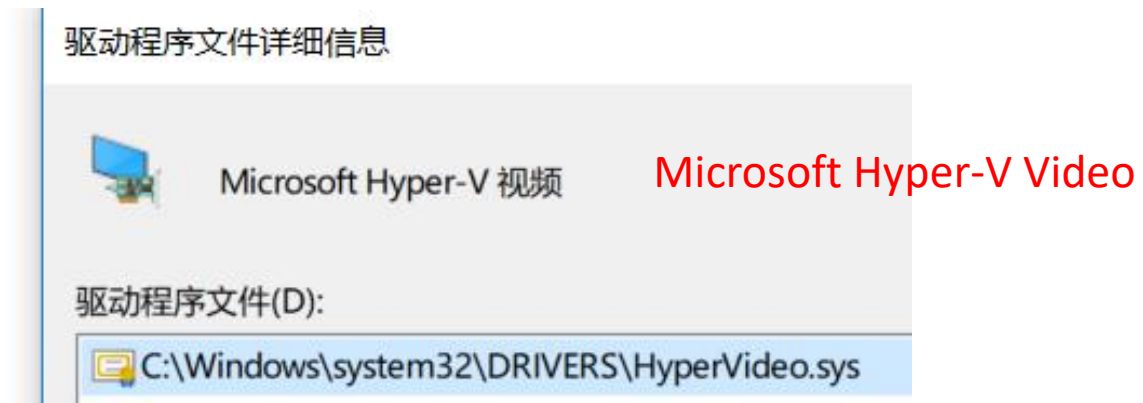 驱动程序文件详细信息
Microsoft Hyper-V 视频
Microsoft Hyper-V Video
驱动程序文件(D):
C:\Windows\system32\DRIVERS\HyperVideo.sys